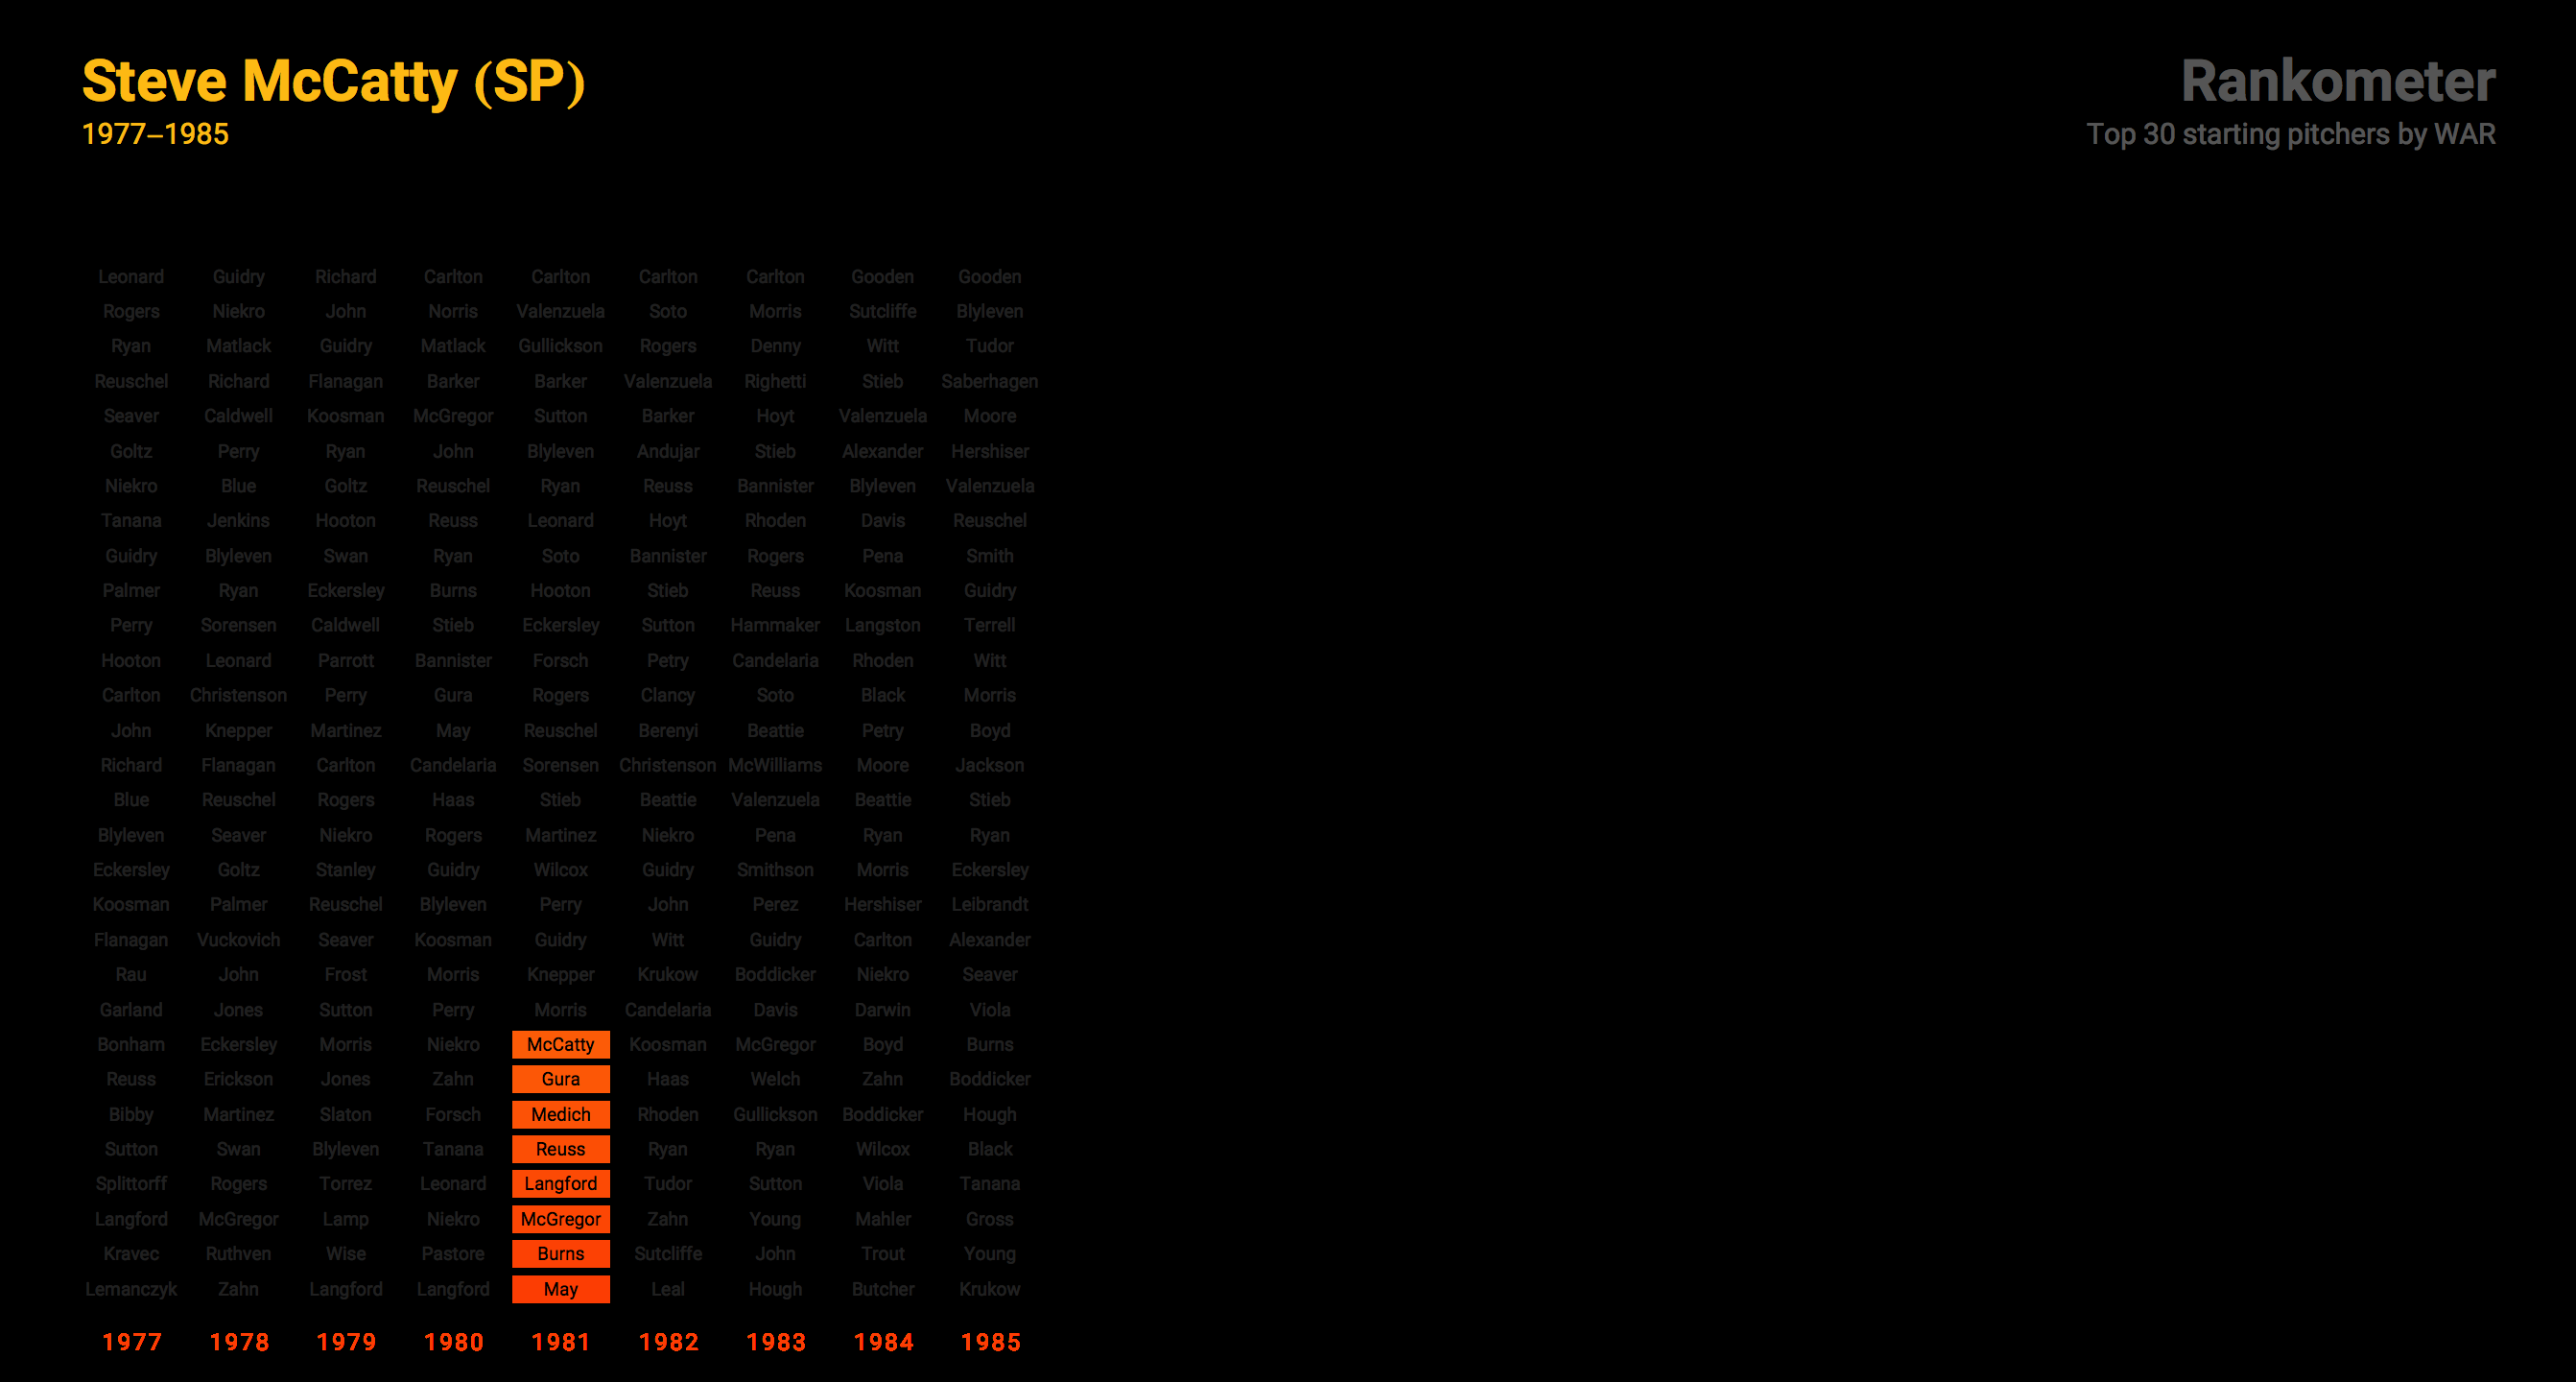 Steve McCatty (SP)
1977–1985
Rankometer
Top 30 starting pitchers by WAR
Leonard Guidry Richard Carlton Carlton Carlton Carlton Gooden Gooden
Rogers Niekro John Norris Valenzuela Soto Morris Sutcliffe Blyleven
Ryan Matlack Guidry Matlack Gullickson Rogers Denny Witt Tudor
Reuschel Richard Flanagan Barker Barker Valenzuela Righetti Stieb Saberhagen
Seaver Caldwell Koosman McGregor Sutton Barker Hoyt Valenzuela Moore
Goltz Perry Ryan John Blyleven Andujar Stieb Alexander Hershiser
Niekro Blue Goltz Reuschel Ryan Reuss Bannister Blyleven Valenzuela
Tanana Jenkins Hooton Reuss Leonard Hoyt Rhoden Davis Reuschel
Guidry Blyleven Swan Ryan Soto Bannister Rogers Pena Smith
Palmer Ryan Eckersley Burns Hooton Stieb Reuss Koosman Guidry
Perry Sorensen Caldwell Stieb Eckersley Sutton Hammaker Langston Terrell
Hooton Leonard Parrott Bannister Forsch Petry Candelaria Rhoden Witt
Carlton Christenson Perry Gura Rogers Clancy Soto Black Morris
John Knepper Martinez May Reuschel Berenyi Beattie Petry Boyd
Richard Flanagan Carlton Candelaria Sorensen Christenson McWilliams Moore Jackson
Blue Reuschel Rogers Haas Stieb Beattie Valenzuela Beattie Stieb
Blyleven Seaver Niekro Rogers Martinez Niekro Pena Ryan Ryan
Eckersley Goltz Stanley Guidry Wilcox Guidry Smithson Morris Eckersley
Koosman Palmer Reuschel Blyleven Perry John Perez Hershiser Leibrandt
Flanagan Vuckovich Seaver Koosman Guidry Witt Guidry Carlton Alexander
Rau John Frost Morris Knepper Krukow Boddicker Niekro Seaver
Garland Jones Sutton Perry Morris Candelaria Davis Darwin Viola
Bonham Eckersley Morris Niekro McCatty Koosman McGregor Boyd Burns
Reuss Erickson Jones Zahn Gura Haas Welch Zahn Boddicker
Bibby Martinez Slaton Forsch Medich Rhoden Gullickson Boddicker Hough
Sutton Swan Blyleven Tanana Reuss Ryan Ryan Wilcox Black
Splittorff Rogers Torrez Leonard Langford Tudor Sutton Viola Tanana
Langford McGregor Lamp Niekro McGregor Zahn Young Mahler Gross
Kravec Ruthven Wise Pastore Burns Sutcliffe John Trout Young
Lemanczyk Zahn Langford Langford May Leal Hough Butcher Krukow
1977 1978 1979 1980 1981 1982 1983 1984 1985